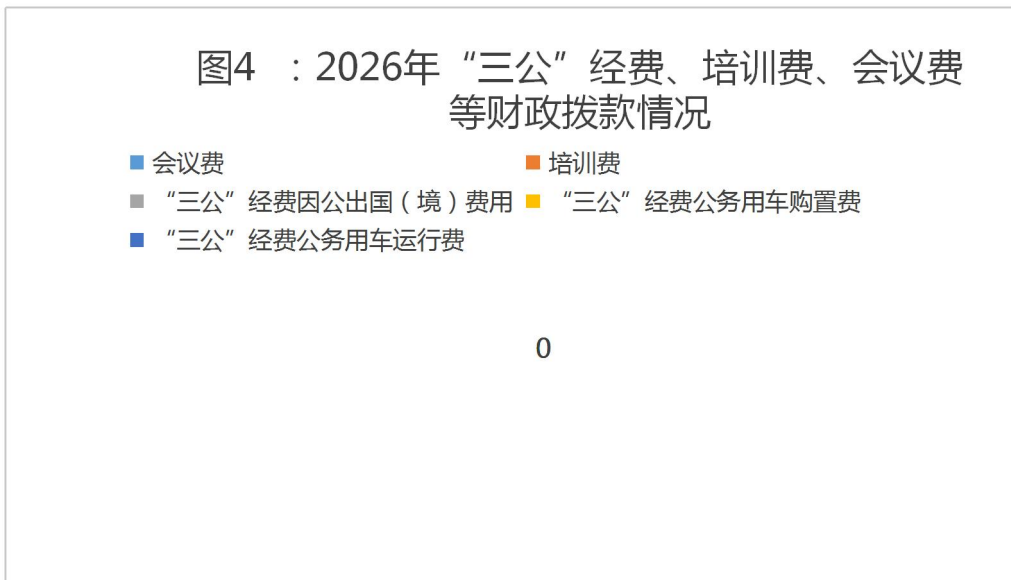 图4 ：2026年“三公”经费、培训费、会议费
等财政拨款情况
会议费
培训费
“三公”经费因公出国（境）费用
“三公”经费公务用车购置费
“三公”经费公务用车运行费
0